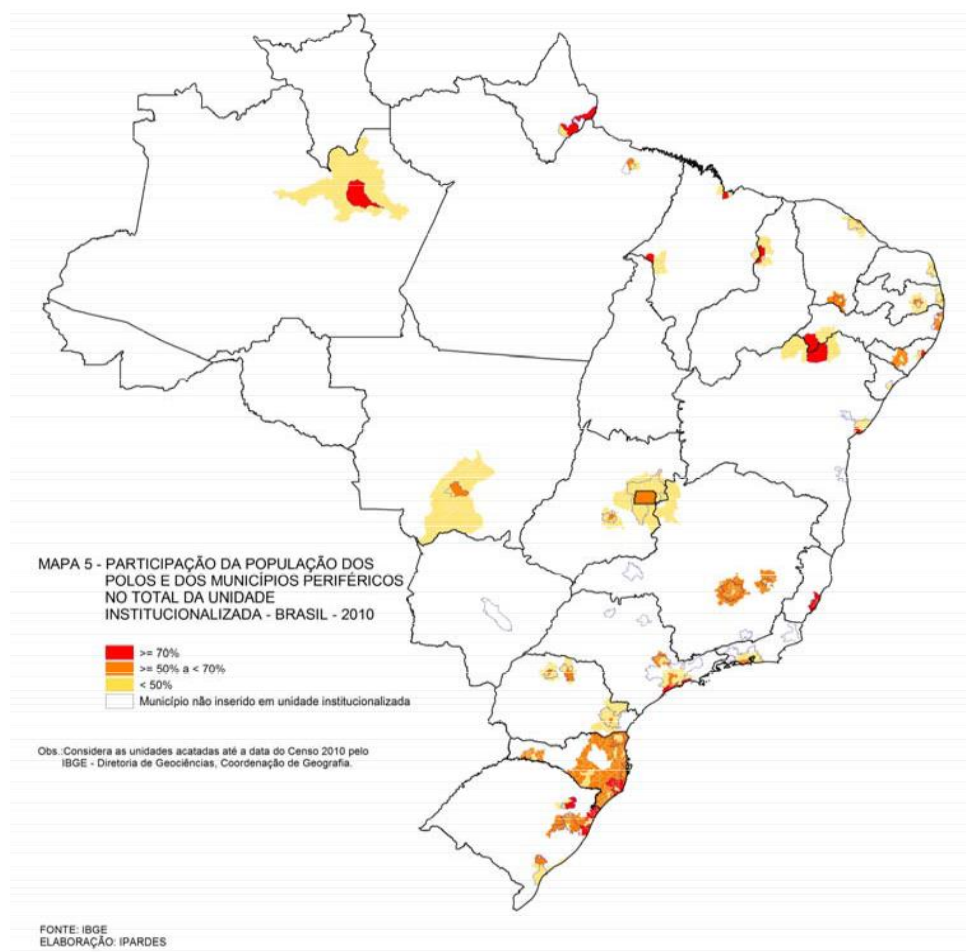 MAPA 5 - PARTICIPAÇÃO DA POPULAÇÃO DOS
POLOS E DOS MUNICÍPIOS PERIFÉRICOS
NO TOTAL DA UNIDADE
INSTITUCIONALIZADA - BRASIL - 2010
>= 70%
>= 50% a < 70%
< 50%
Município não inserido em unidade institucionalizada
Obs.:Considera as unidades acatadas até a data do Censo 2010 pelo
IBGE - Diretoria de Geociências, Coordenação de Geografia.
FONTE: IBGE
ELABORAÇÃO: IPARDES